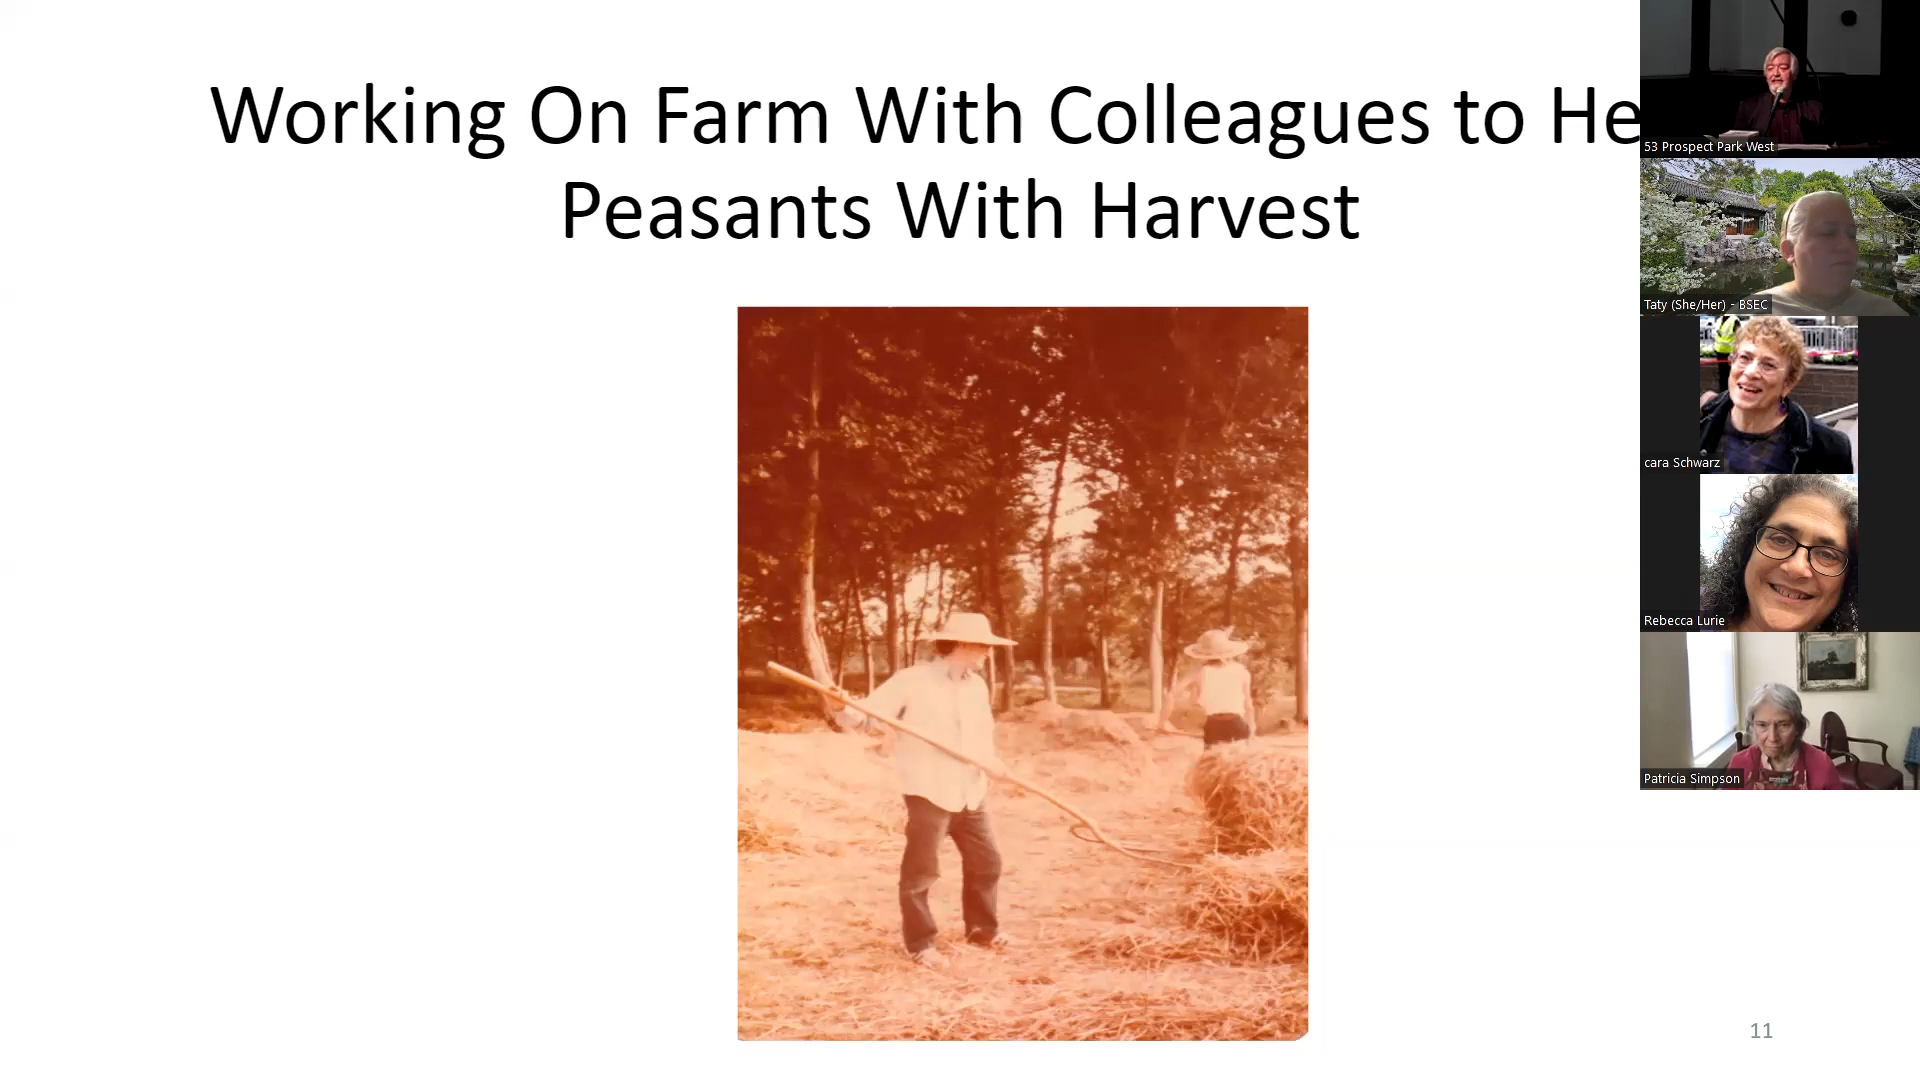 Working On Farm With Colleagues to He
Peasants With Harvest
53 Prospect Park West
Taty (She/Her) - BSEC
cara Schwarz
Rebecca Lurie
Patricia Simpson
11